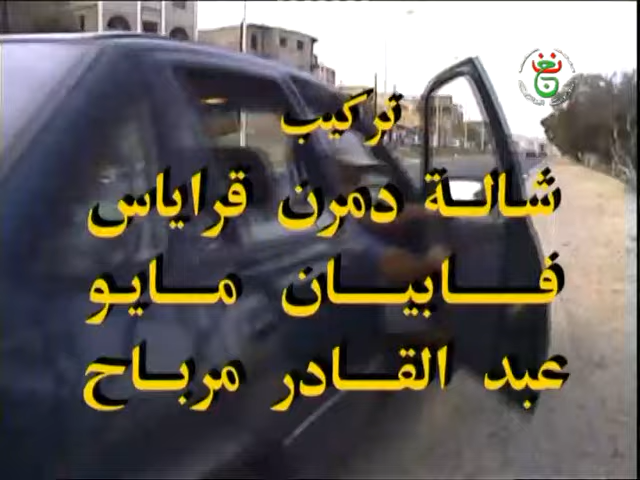 تركيب
شالة دمرن قراياس
فابيان مايو
عبد القادر مرباح